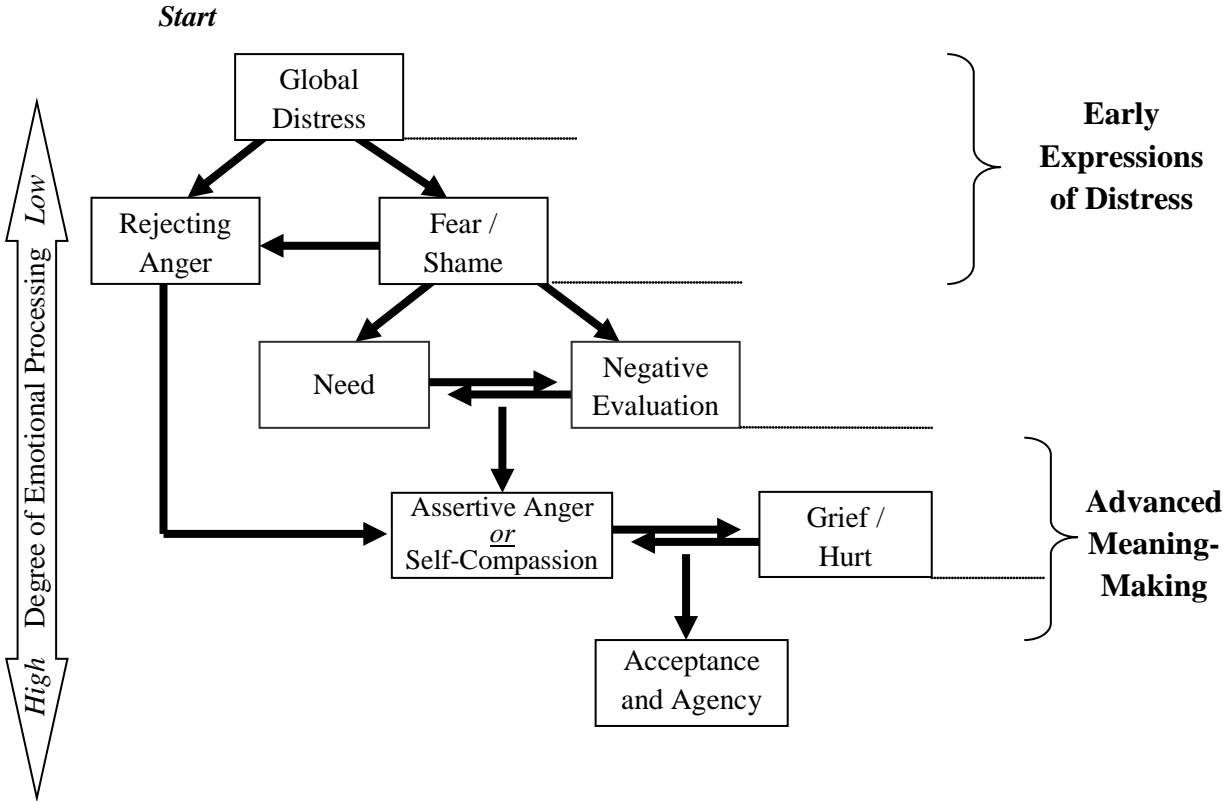 Start
Global
Distress
Early
Expressions
of Distress
Rejecting
Anger
Fear /
Shame
Need
Negative
Evaluation
Assertive Anger
or
Self-Compassion
Grief /
Hurt
Advanced
Meaning-
Making
Acceptance
and Agency
High Degree of Emotional Processing Low